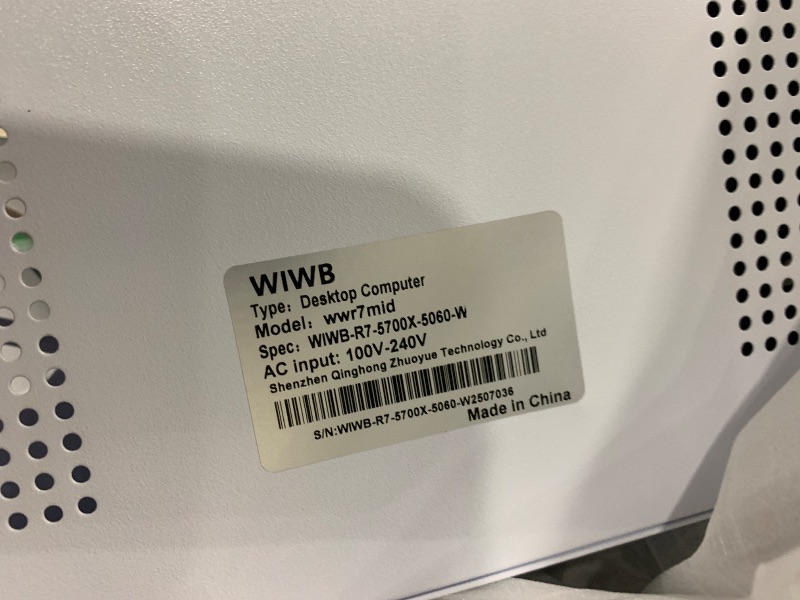 WIWB
Type: Desktop Computer
Model: wwr7mid
Spec: WIWB-R7-5700X-5060-W
AC input: 100V-240V
Shenzhen Qinghong Zhuoyue Technology Co., Ltd
S/N:WIWB-R7-5700X-5060-W2507036
Made in China